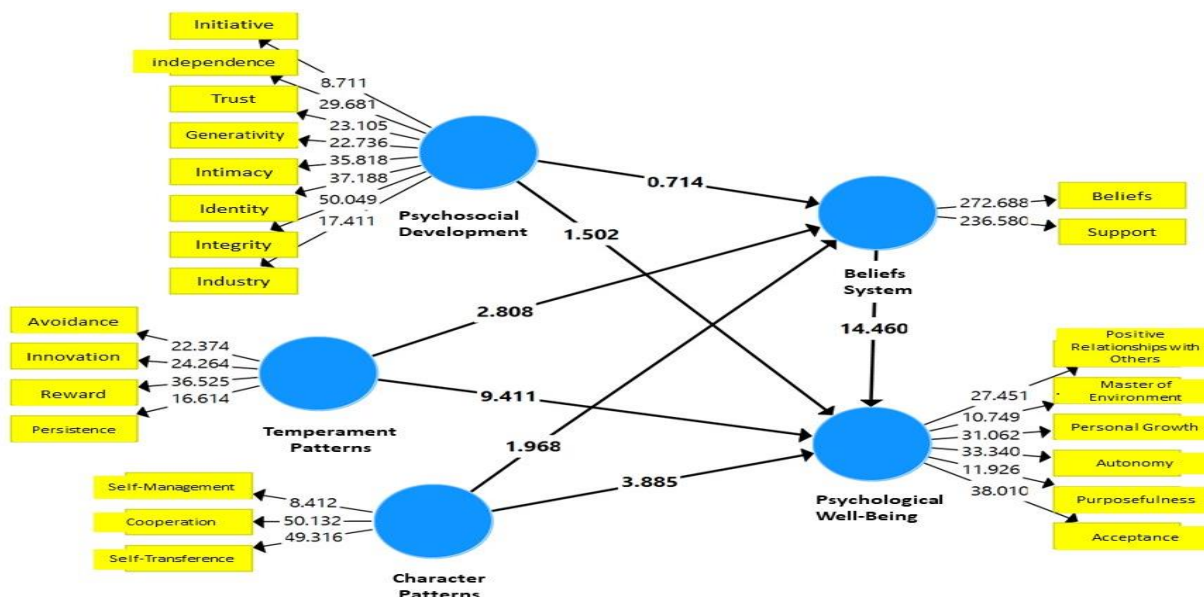 Initiative
independence
Trust
Generativity
Intimacy
Identity
Integrity
Industry
8.711
29.681
23.105
22.736
35.818
37.188
50.049
17.411
Psychosocial
Development
0.714
1.502
Beliefs
System
272.688
236.580
Beliefs
Support
Avoidance
Innovation
Reward
Persistence
22.374
24.264
36.525
16.614
Temperament
Patterns
2.808
9.411
14.460
Self-Management
Cooperation
Self-Transference
8.412
50.132
49.316
Character
Patterns
1.968
3.885
Psychological
Well-Being
27.451
10.749
31.062
33.340
11.926
38.010
Positive
Relationships with
Others
Master of
Environment
Personal Growth
Autonomy
Purposefulness
Acceptance